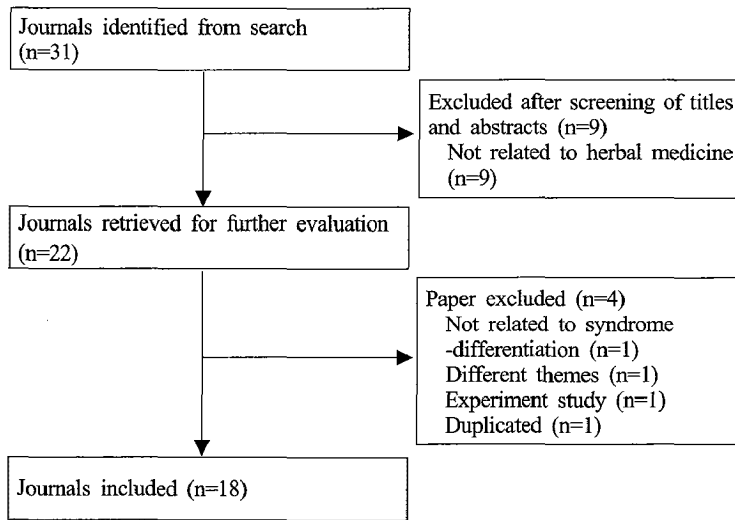 Journals identified from search
(n=31)
Excluded after screening of titles
and abstracts (n=9)
Not related to herbal medicine
(n=9)
Journals retrieved for further evaluation
(n=22)
Paper excluded (n=4)
Not related to syndrome
-differentiation (n=1)
Different themes (n=1)
Experiment study (n=1)
Duplicated (n=1)
Journals included (n=18)